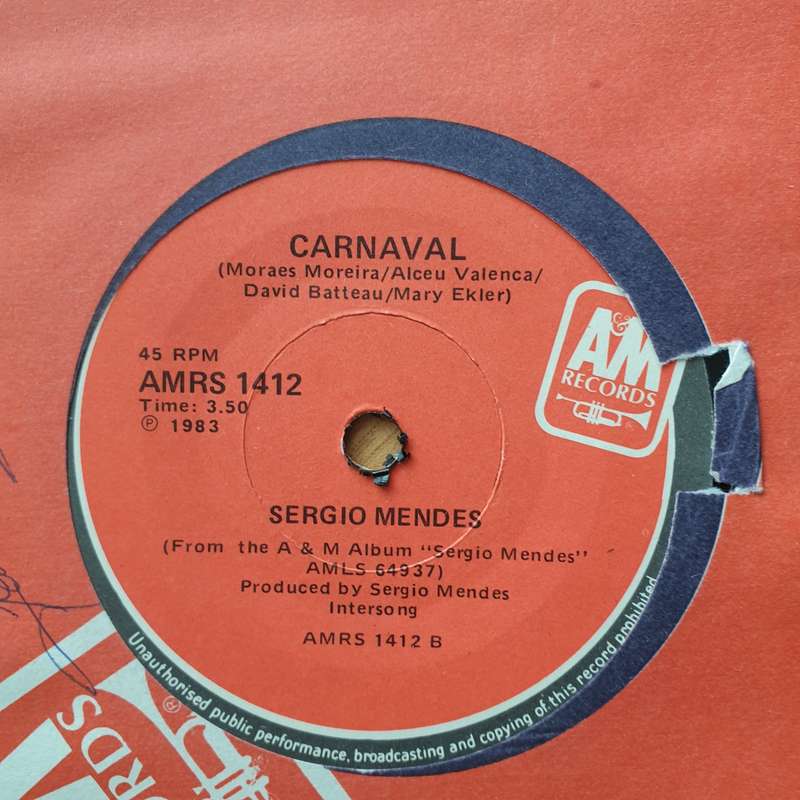 CARNAVAL
(Moraes Moreira/Alceu Valenca/
David Batteau/Mary Ekler)
45 RPM
AMRS 1412
Time: 3.50
℗ 1983
&
AM
RECORDS
SERGIO MENDES
(From the A & M Album "Sergio Mendes"
AMLS 64937)
Produced by Sergio Mendes
Intersong
AMRS 1412 B
Unauthorised public performance, broadcasting and copying of this record prohibited
®
ORDS